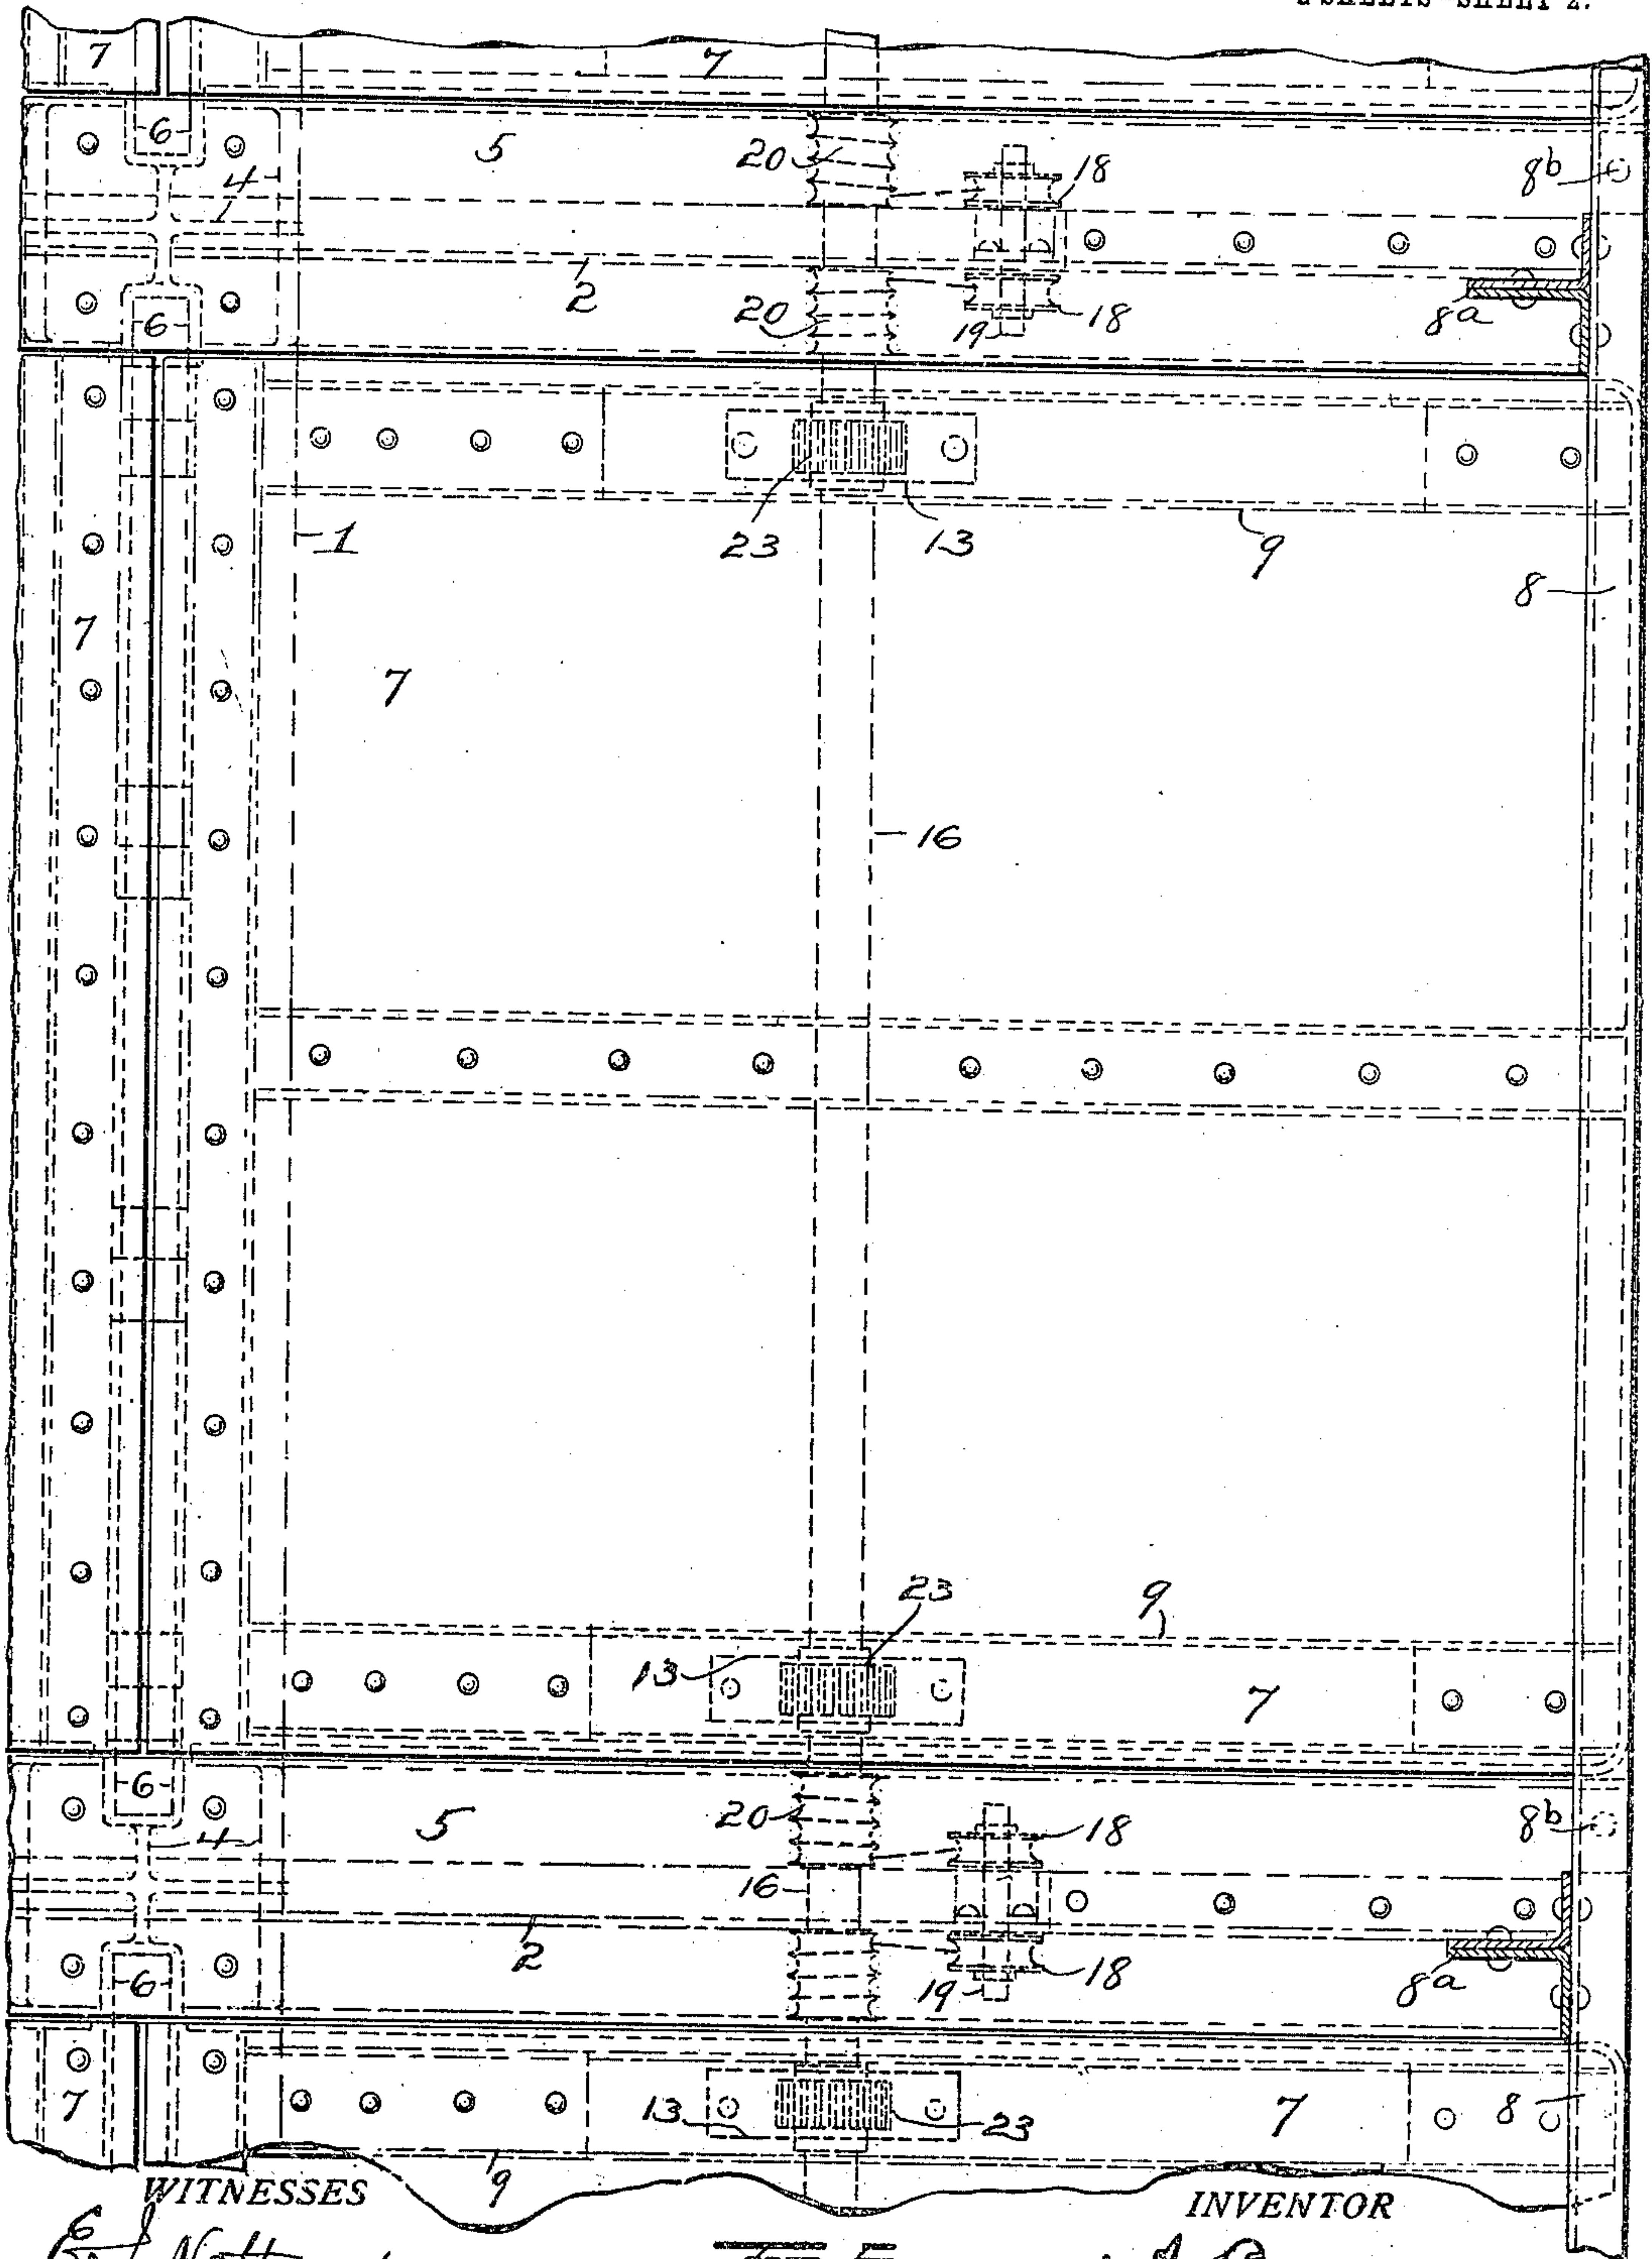 2 SHEETS—SHEET 2.
7 7
6 5 20 18 8b
4
6 2 20 19 18 8a
23 13 9
1 8
7 7
16
23 9
13 7
6 5 20 18 8b
4
16
6 2 19 18 8a
7 13 23 7 8
9
WITNESSES INVENTOR